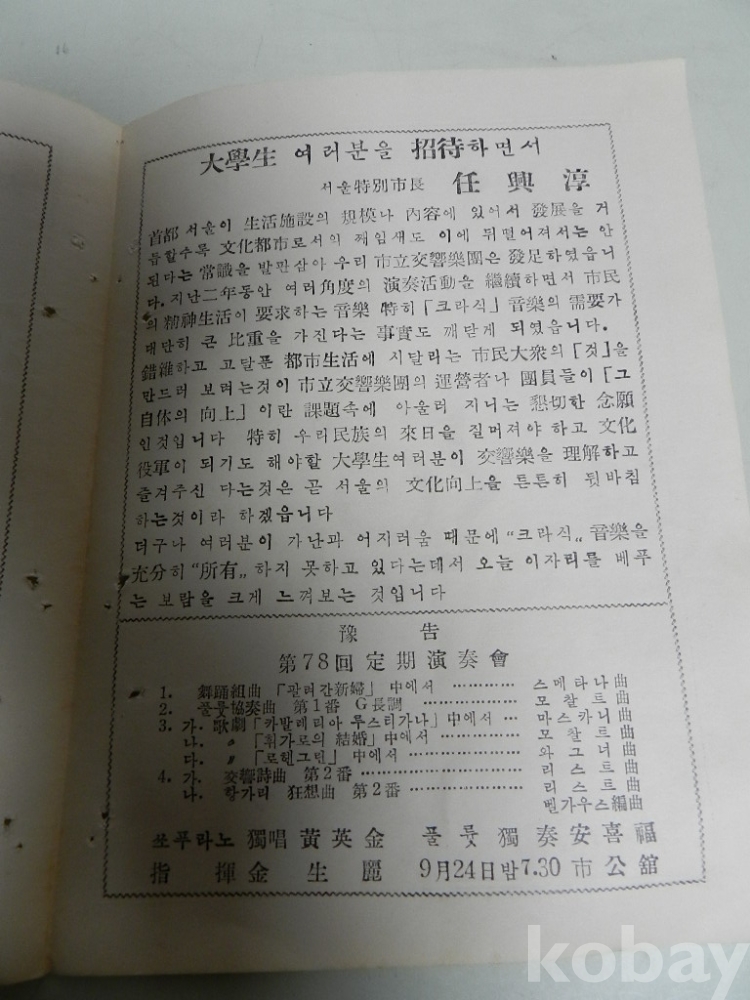 大學生 여러분을 招待하면서
서울特別市長 任興淳
首都 서울이 生活施設의 規模나 內容에 있어서 發展을 거
듭할수록 文化都市로서의 째임새도 이에 뒤떨어져서는 안
된다는 常識을 발판삼아 우리 市立交響樂團은 發足하였읍니
다. 지난二年동안 여러角度의 演奏活動을 繼續하면서 市民
의 精神生活이 要求하는 音樂 特히「크라식」音樂의 需要가
대단히 큰 比重을 가진다는 事實도 깨닫게 되였읍니다.
錯雜하고 고달푼 都市生活에 시달리는 市民大衆의「것」을
만드러 보려는것이 市立交響樂團의 運營者나 團員들이「그
自体의 向上」이란 課題속에 아울러 지니는 懇切한 念願
인것입니다 特히 우리民族의 來日을 질머져야 하고 文化
役軍이 되기도 해야할 大學生여러분이 交響樂을 理解하고
즐겨주신 다는것은 곧 서울의 文化向上을 튼튼히 뒷바침
하는것이라 하겠읍니다
더구나 여러분이 가난과 어지러움 때문에 “크라식„ 音樂을
充分히 “所有„ 하지 못하고 있다는데서 오늘 이자리를 베푸
는 보람을 크게 느껴보는 것입니다
豫告
第78回定期演奏會
1. 舞踊組曲「팔려간新婦」中에서 ………… 스메타나曲
2. 풀릇協奏曲 第1番 G長調 ………… 모찰트曲
3. 가. 歌劇「카발레리아 루스티가나」中에서 … 마스카니曲
나. 〃 「휘가로의 結婚」中에서 ………… 모찰트曲
다. 〃 「로헨그린」中에서 ………… 와그너曲
4. 가. 交響詩曲 第2番 ………… 리스트曲
나. 항가리 狂想曲 第2番 ………… 리스트曲
벤가우스編曲
쏘푸라노 獨唱 黃英金 풀릇 獨奏 安喜福
指揮 金生麗 9月24日밤7.30 市公舘
kobay